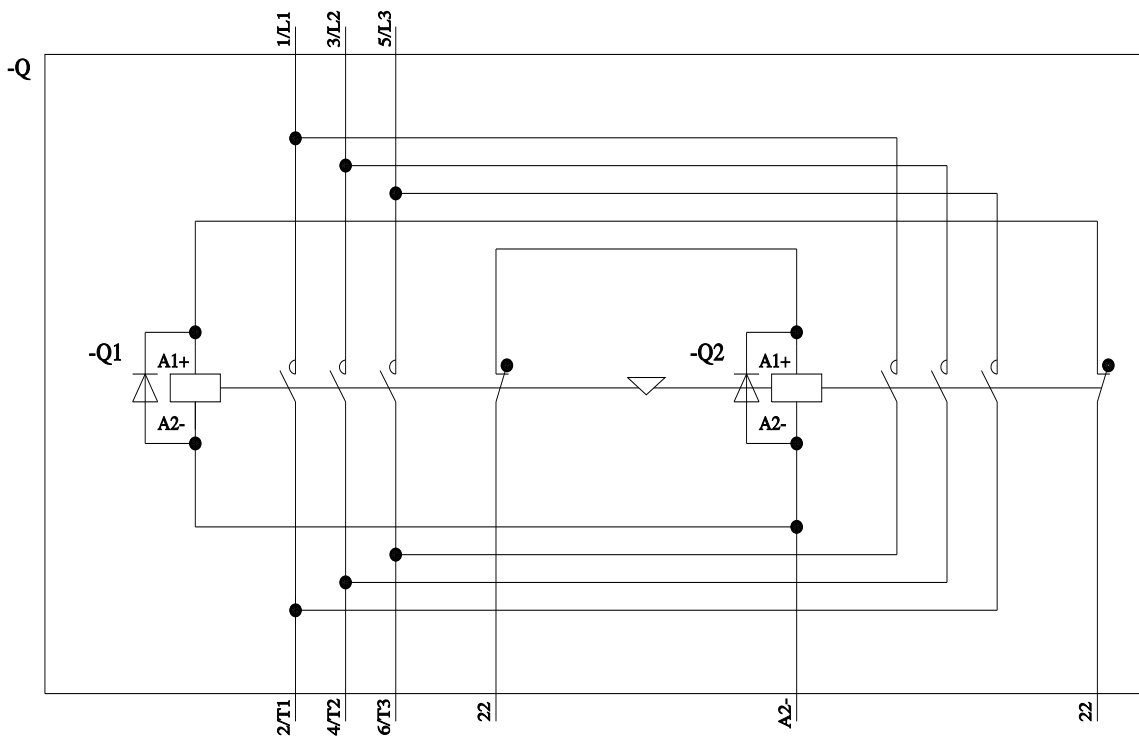 1/L1
3/L2
5/L3
-Q
-Q1
A1+
A2-
-Q2
A1+
A2-
2/T1
4/T2
6/T3
22
A2-
22